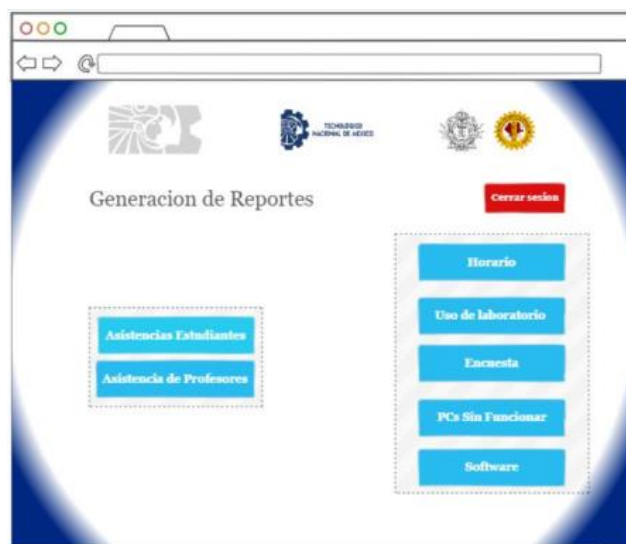 TECNOLÓGICO
NACIONAL DE MÉXICO
Generacion de Reportes
Cerrar sesion
Horario
Uso de laboratorio
Asistencias Estudiantes
Encuesta
Asistencia de Profesores
PCs Sin Funcionar
Software